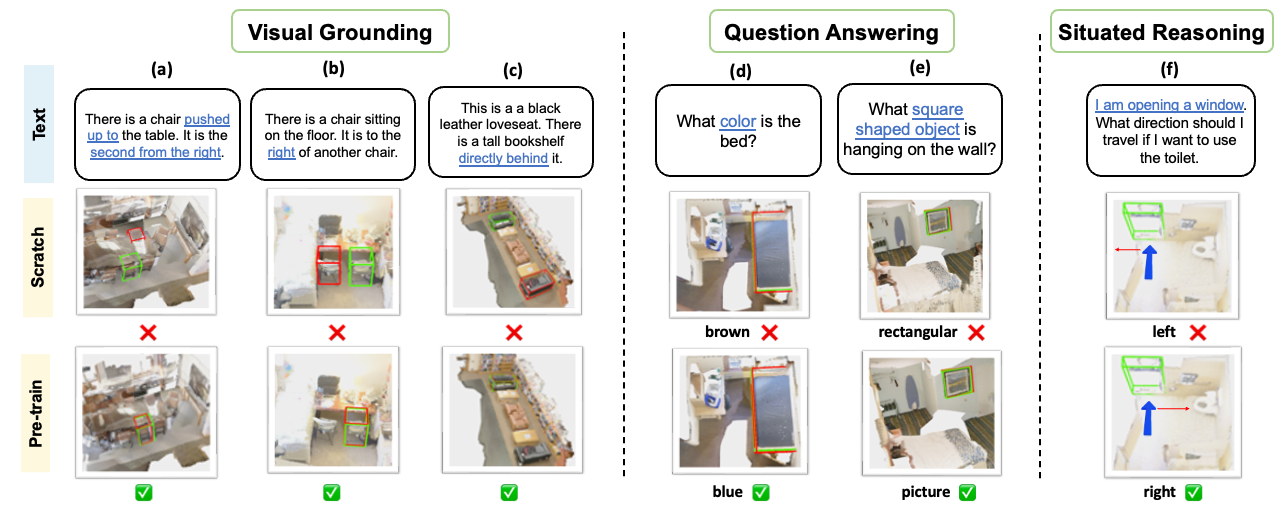 Visual Grounding
Question Answering
Situated Reasoning
(a)
(b)
(c)
(d)
(e)
(f)
Text
There is a chair pushed
up to the table. It is the
second from the right.
There is a chair sitting
on the floor. It is to the
right of another chair.
This is a a black
leather loveseat. There
is a tall bookshelf
directly behind it.
What color is the
bed?
What square
shaped object is
hanging on the wall?
I am opening a window.
What direction should I
travel if I want to use
the toilet.
Scratch
brown
rectangular
left
Pre-train
blue
picture
right